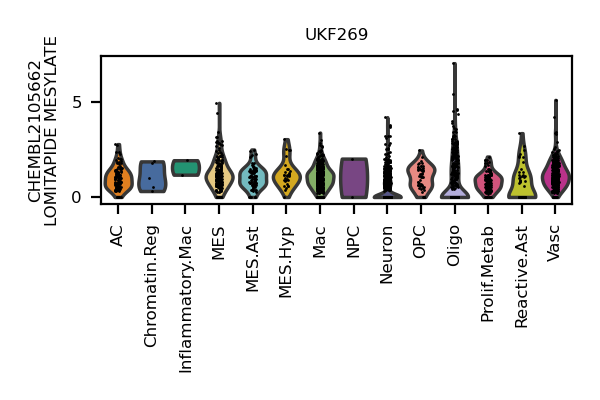 UKF269
CHEMBL2105662
LOMITAPIDE MESYLATE
5
0
AC
Chromatin.Reg
Inflammatory.Mac
MES
MES.Ast
MES.Hyp
Mac
NPC
Neuron
OPC
Oligo
Prolif.Metab
Reactive.Ast
Vasc